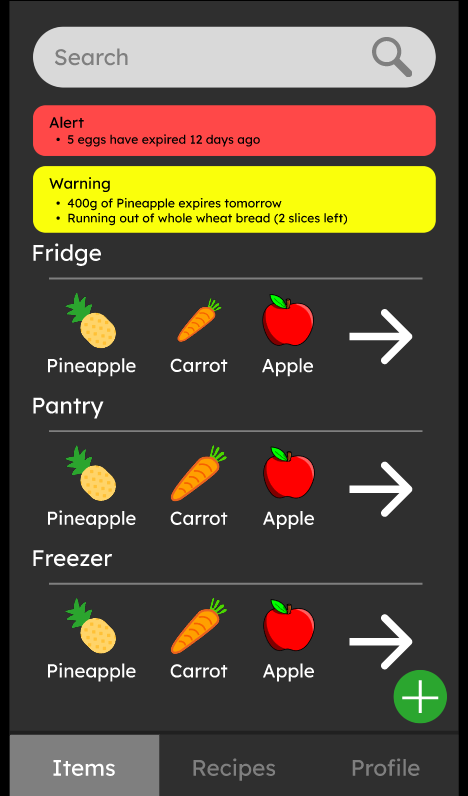 Search
Alert
• 5 eggs have expired 12 days ago
Warning
• 400g of Pineapple expires tomorrow
• Running out of whole wheat bread (2 slices left)
Fridge
Pineapple Carrot Apple
Pantry
Pineapple Carrot Apple
Freezer
Pineapple Carrot Apple
Items Recipes Profile